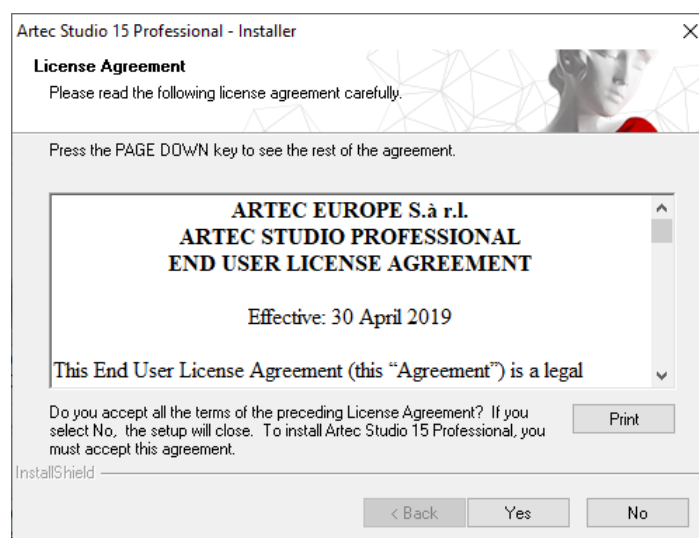 Artec Studio 15 Professional - Installer
License Agreement
Please read the following license agreement carefully.
Press the PAGE DOWN key to see the rest of the agreement.
ARTEC EUROPE S.à r.l.
ARTEC STUDIO PROFESSIONAL
END USER LICENSE AGREEMENT
Effective: 30 April 2019
This End User License Agreement (this “Agreement”) is a legal
Do you accept all the terms of the preceding License Agreement? If you
select No, the setup will close. To install Artec Studio 15 Professional, you
must accept this agreement.
Print
InstallShield
< Back
Yes
No